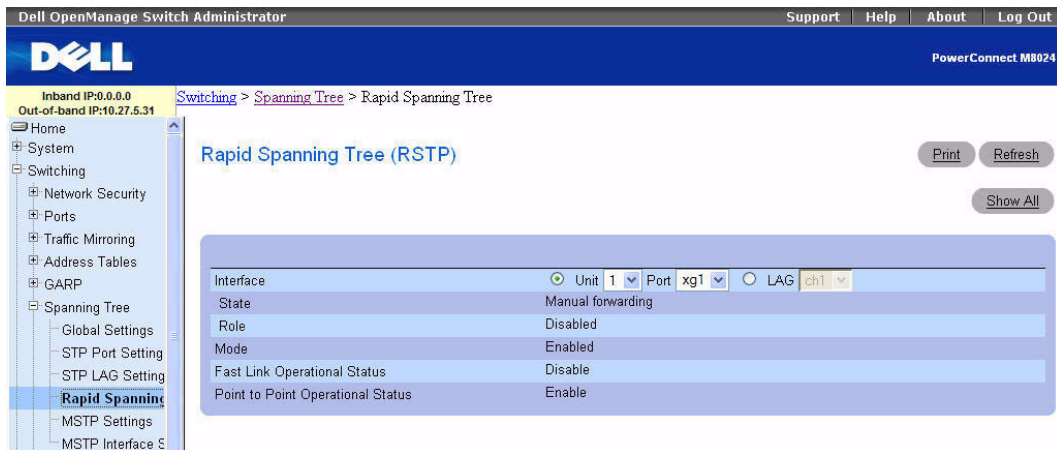 Dell OpenManage Switch Administrator Support Help About Log Out
DELL
PowerConnect M8024
Inband IP:0.0.0.0
Out-of-band IP:10.27.5.31
Switching > Spanning Tree > Rapid Spanning Tree
Home
System
Switching
Network Security
Ports
Traffic Mirroring
Address Tables
GARP
Spanning Tree
Global Settings
STP Port Setting
STP LAG Setting
Rapid Spanning
MSTP Settings
MSTP Interface S
Rapid Spanning Tree (RSTP)
Print Refresh
Show All
Interface Unit 1 Port xg1 LAG ch1
State Manual forwarding
Role Disabled
Mode Enabled
Fast Link Operational Status Disable
Point to Point Operational Status Enable